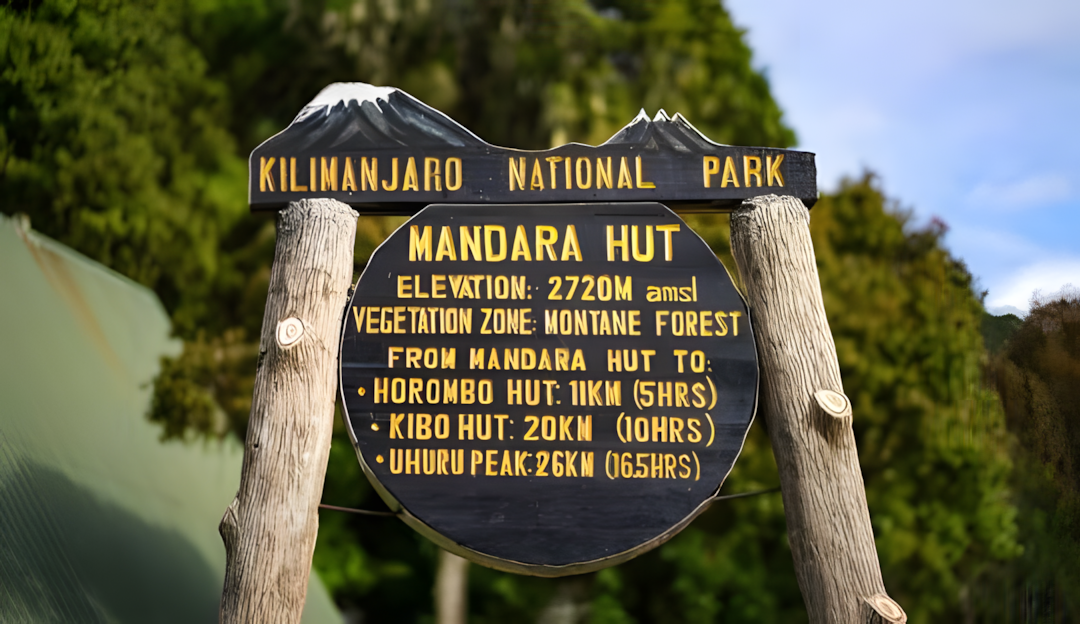 KILIMANJARO NATIONAL PARK
MANDARA HUT
ELEVATION: 2720M amsl
VEGETATION ZONE: MONTANE FOREST
FROM MANDARA HUT TO:
• HOROMBO HUT: 11KM (5HRS)
• KIBO HUT: 20KM (10HRS)
• UHURU PEAK: 26KM (16.5HRS)